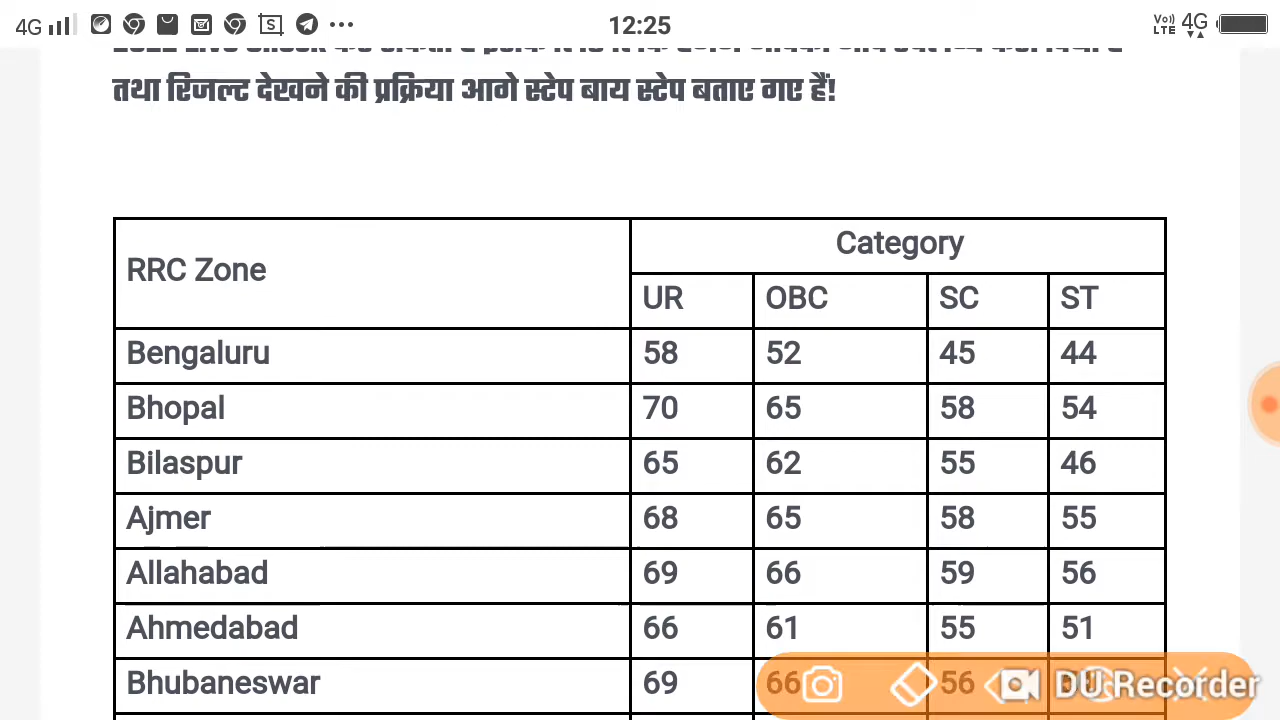 4G 12:25 Vo)) LTE 4G
तथा रिजल्ट देखने की प्रक्रिया आगे स्टेप बाय स्टेप बताए गए हैं!
RRC Zone Category
UR OBC SC ST
Bengaluru 58 52 45 44
Bhopal 70 65 58 54
Bilaspur 65 62 55 46
Ajmer 68 65 58 55
Allahabad 69 66 59 56
Ahmedabad 66 61 55 51
Bhubaneswar 69 66 56
DU Recorder